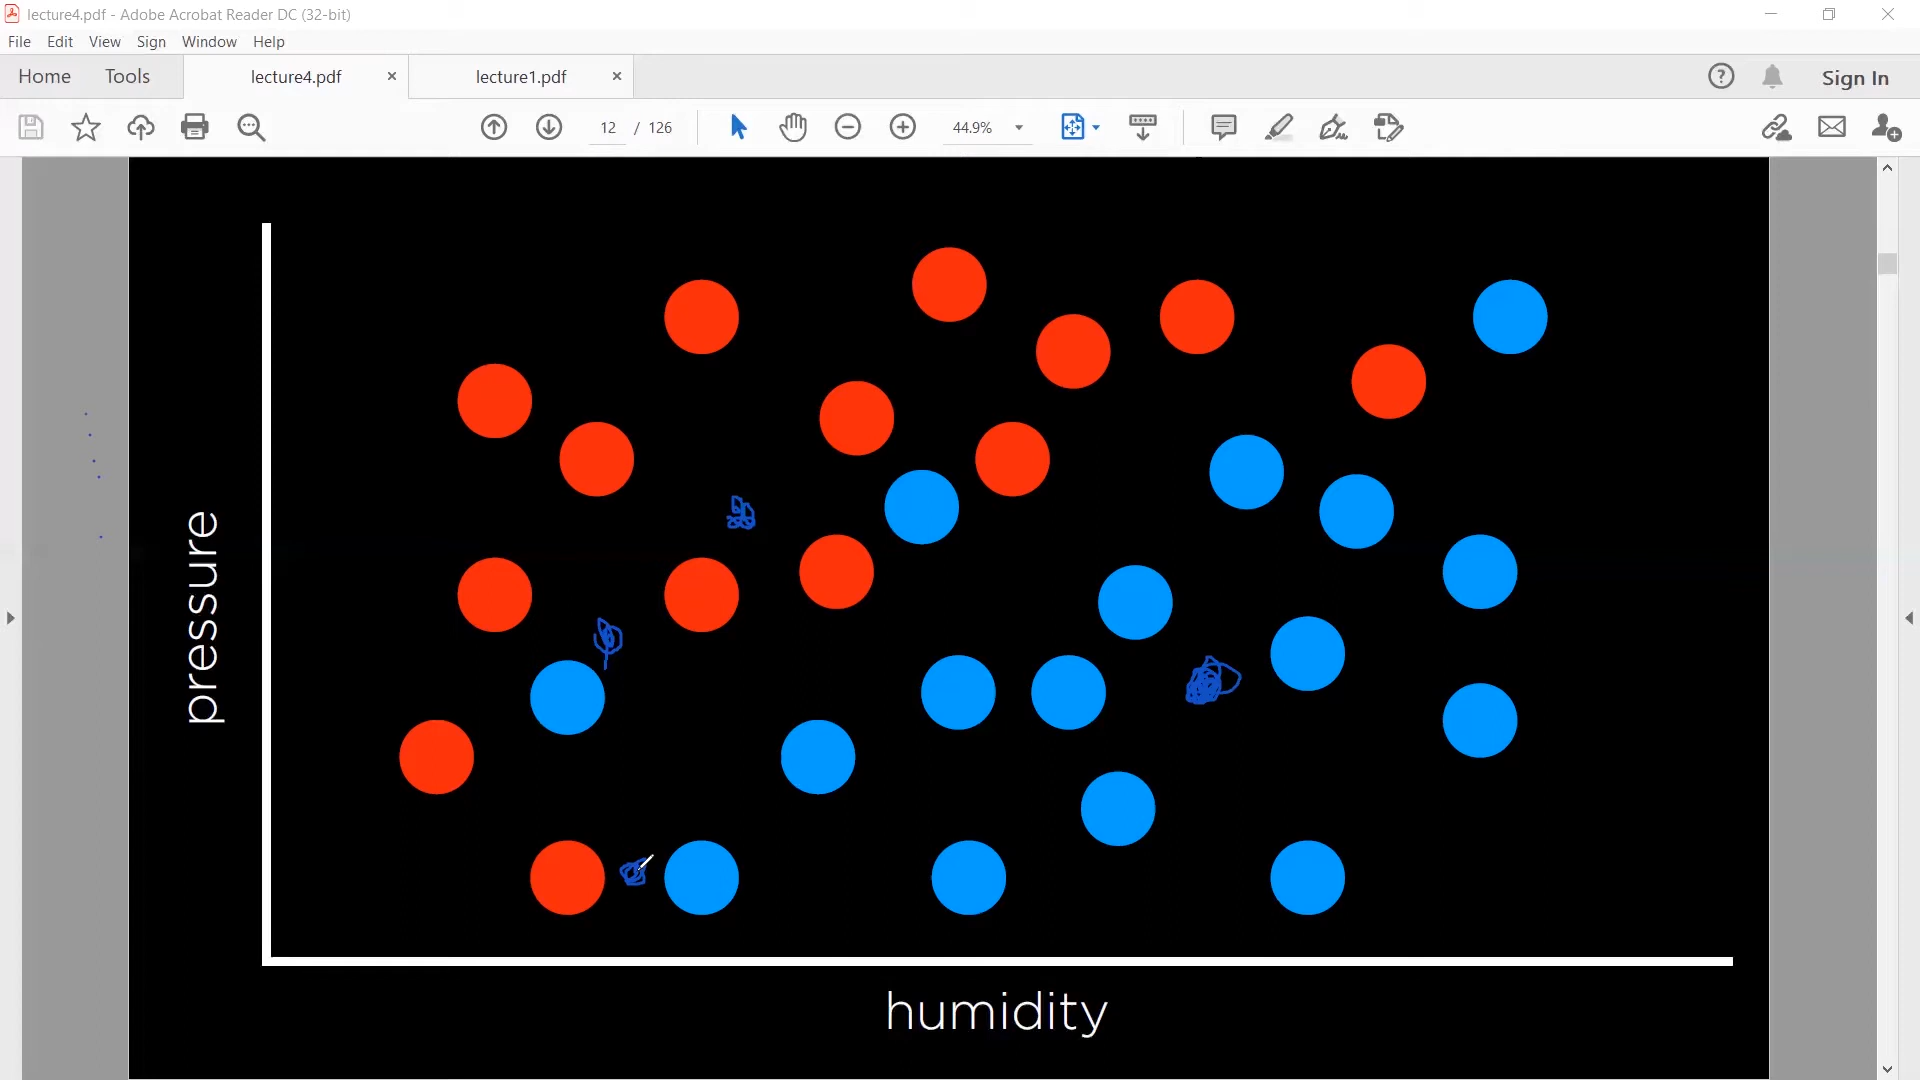 lecture4.pdf - Adobe Acrobat Reader DC (32-bit)
File Edit View Sign Window Help
Home Tools lecture4.pdf lecture1.pdf Sign In
12 / 126 44.9%
pressure
humidity